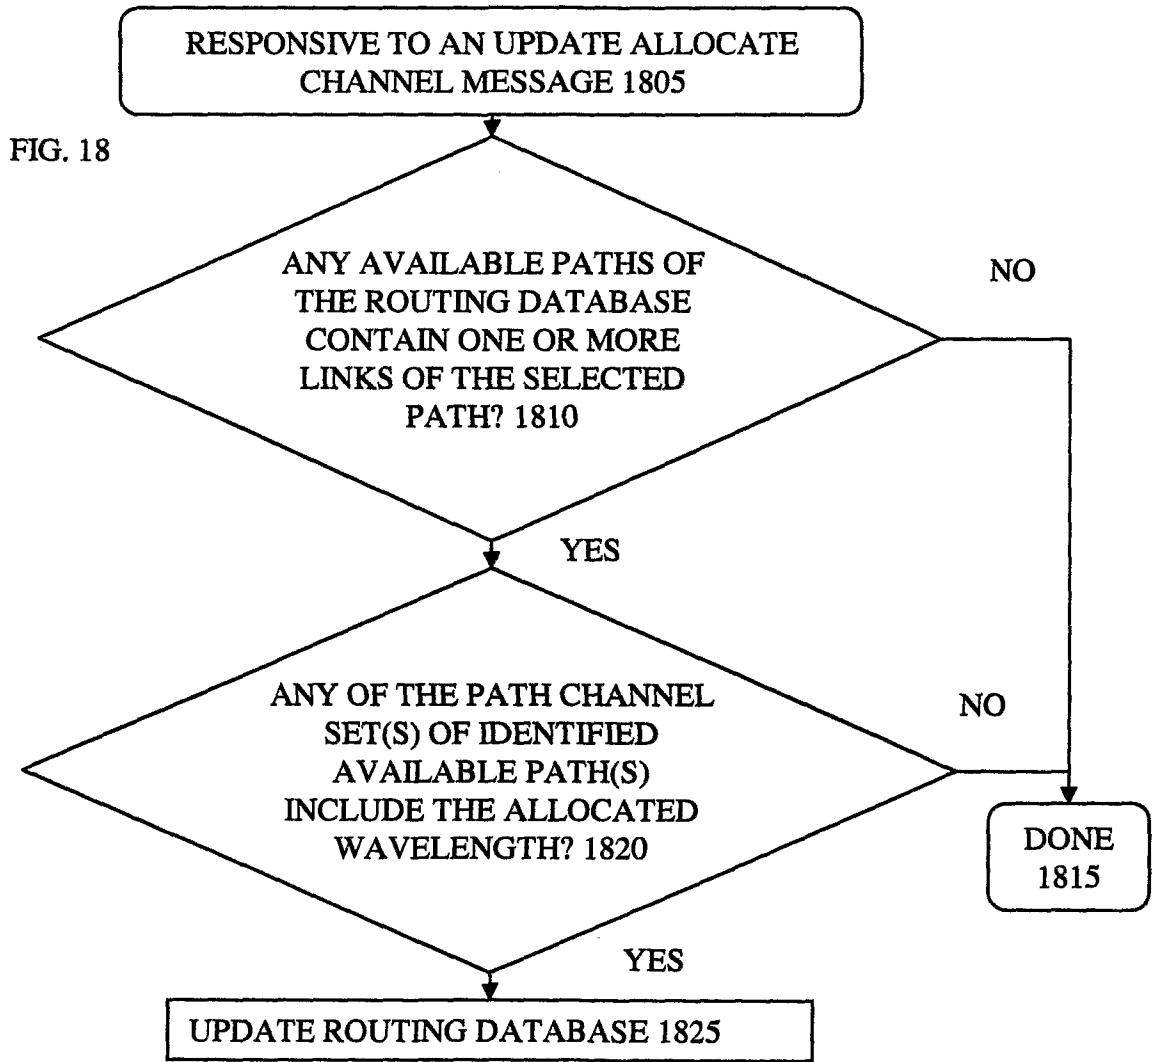 RESPONSIVE TO AN UPDATE ALLOCATE
CHANNEL MESSAGE 1805
FIG. 18
ANY AVAILABLE PATHS OF
THE ROUTING DATABASE
CONTAIN ONE OR MORE
LINKS OF THE SELECTED
PATH? 1810
NO
YES
ANY OF THE PATH CHANNEL
SET(S) OF IDENTIFIED
AVAILABLE PATH(S)
INCLUDE THE ALLOCATED
WAVELENGTH? 1820
NO
DONE
1815
YES
UPDATE ROUTING DATABASE 1825